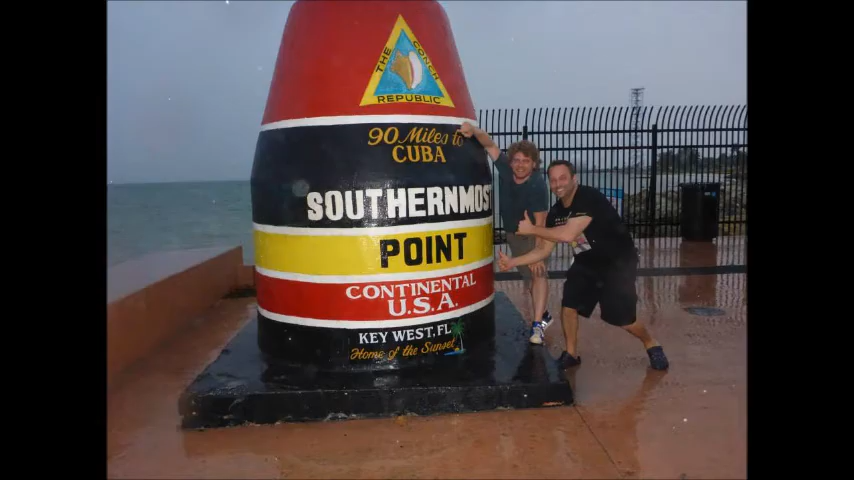 THE CONCH
REPUBLIC
90 Miles to
CUBA
SOUTHERNMOST
POINT
CONTINENTAL
U.S.A.
KEY WEST, FL
Home of the Sunset